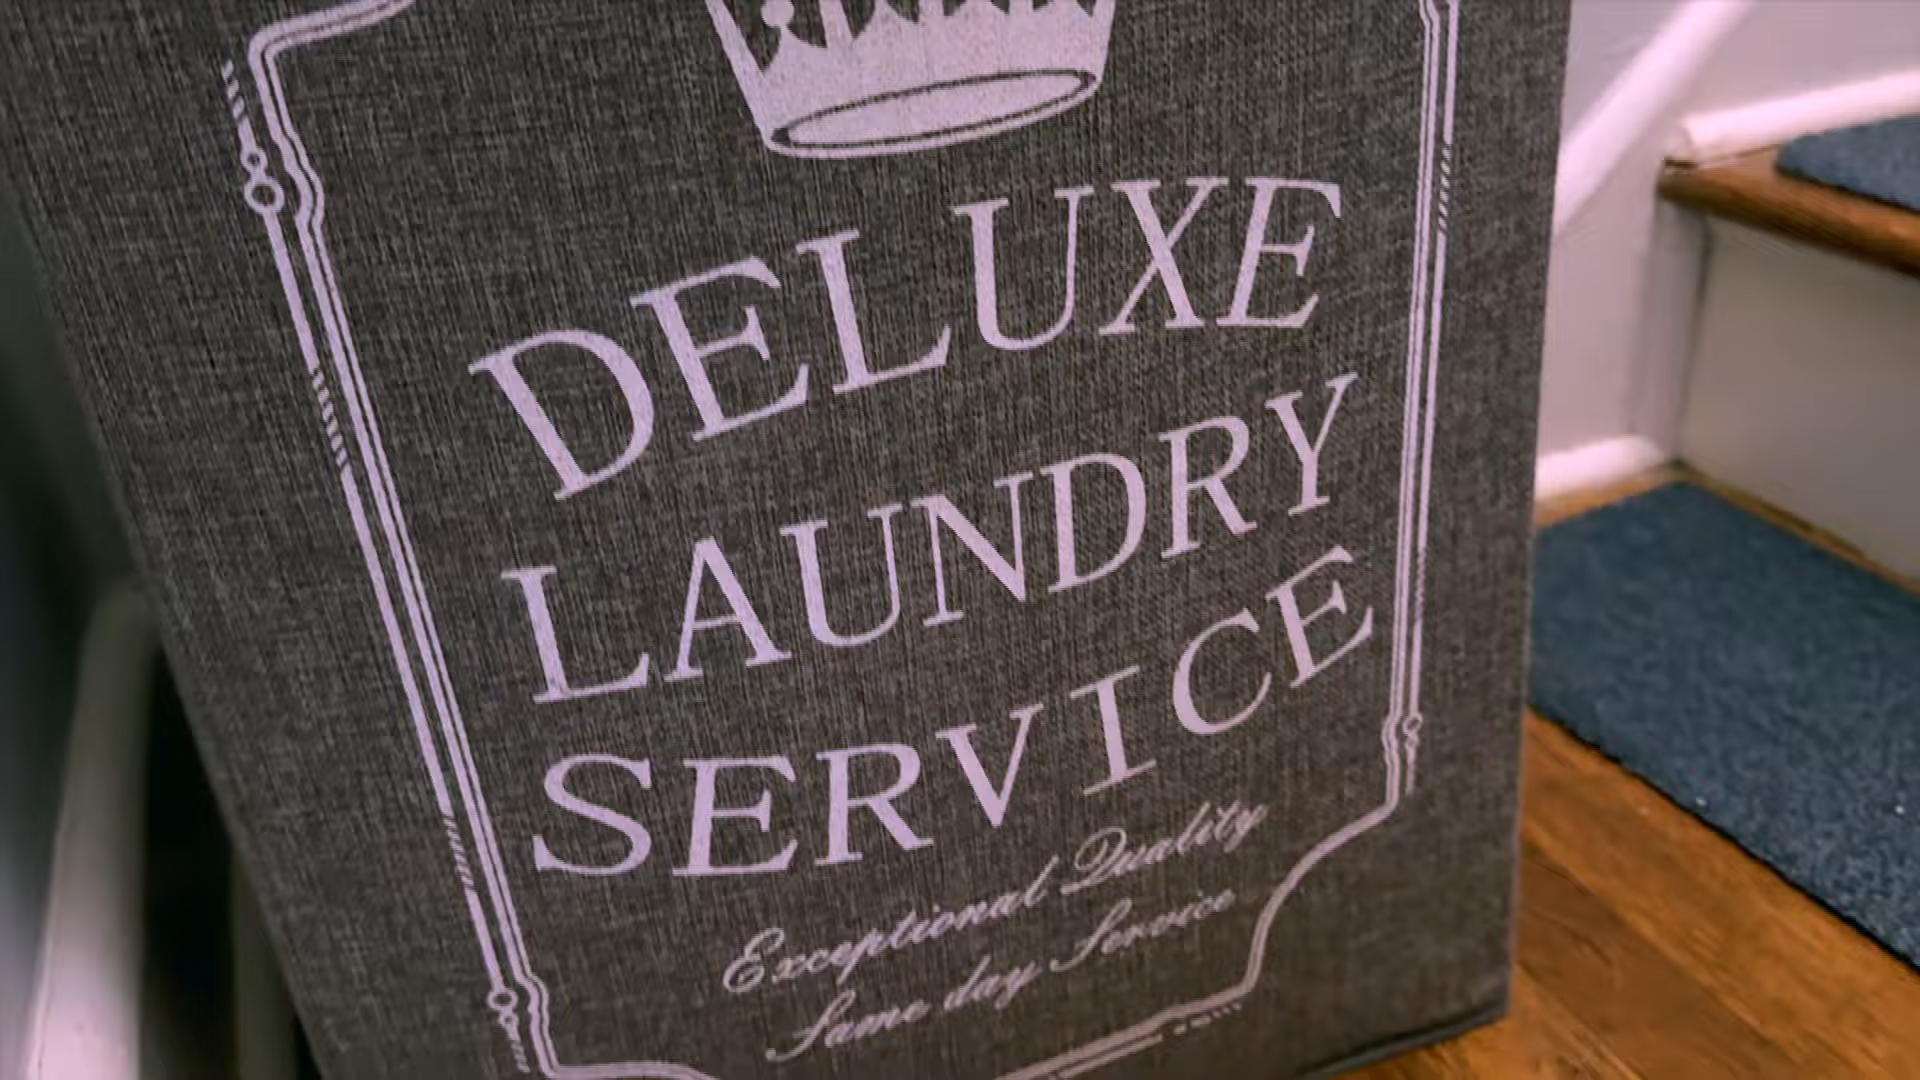 DELUXE
LAUNDRY
SERVICE
Exceptional Quality
Same day Service